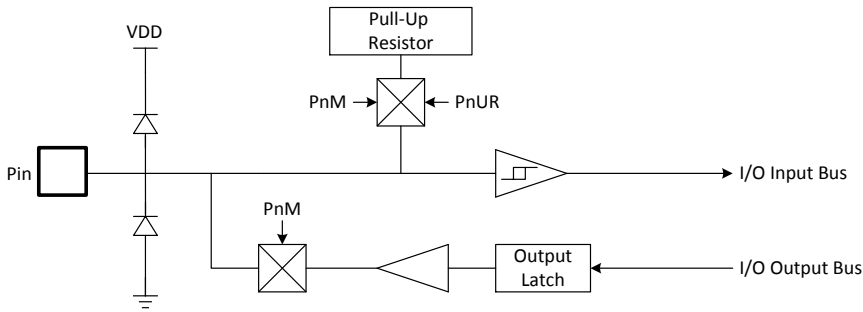 Pull-Up
Resistor
VDD
PnM
PnUR
Pin
I/O Input Bus
PnM
Output
Latch
I/O Output Bus